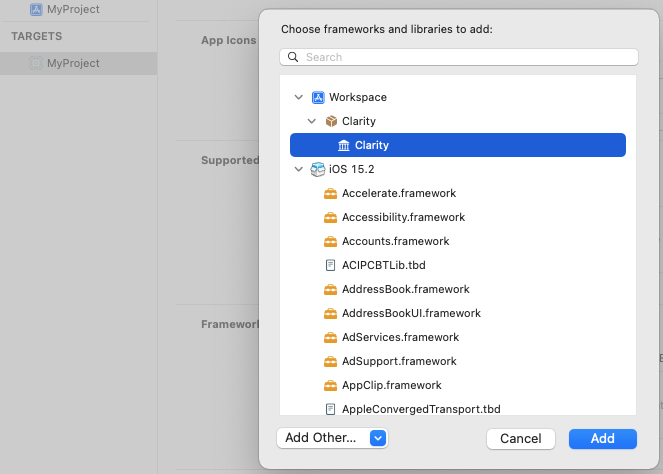 MyProject
TARGETS
MyProject
App Icons
Supported
Framework
Choose frameworks and libraries to add:
Search
Workspace
Clarity
Clarity
iOS 15.2
Accelerate.framework
Accessibility.framework
Accounts.framework
ACIPCBTLib.tbd
AddressBook.framework
AddressBookUI.framework
AdServices.framework
AdSupport.framework
AppClip.framework
AppleConvergedTransport.tbd
Add Other...
Cancel
Add